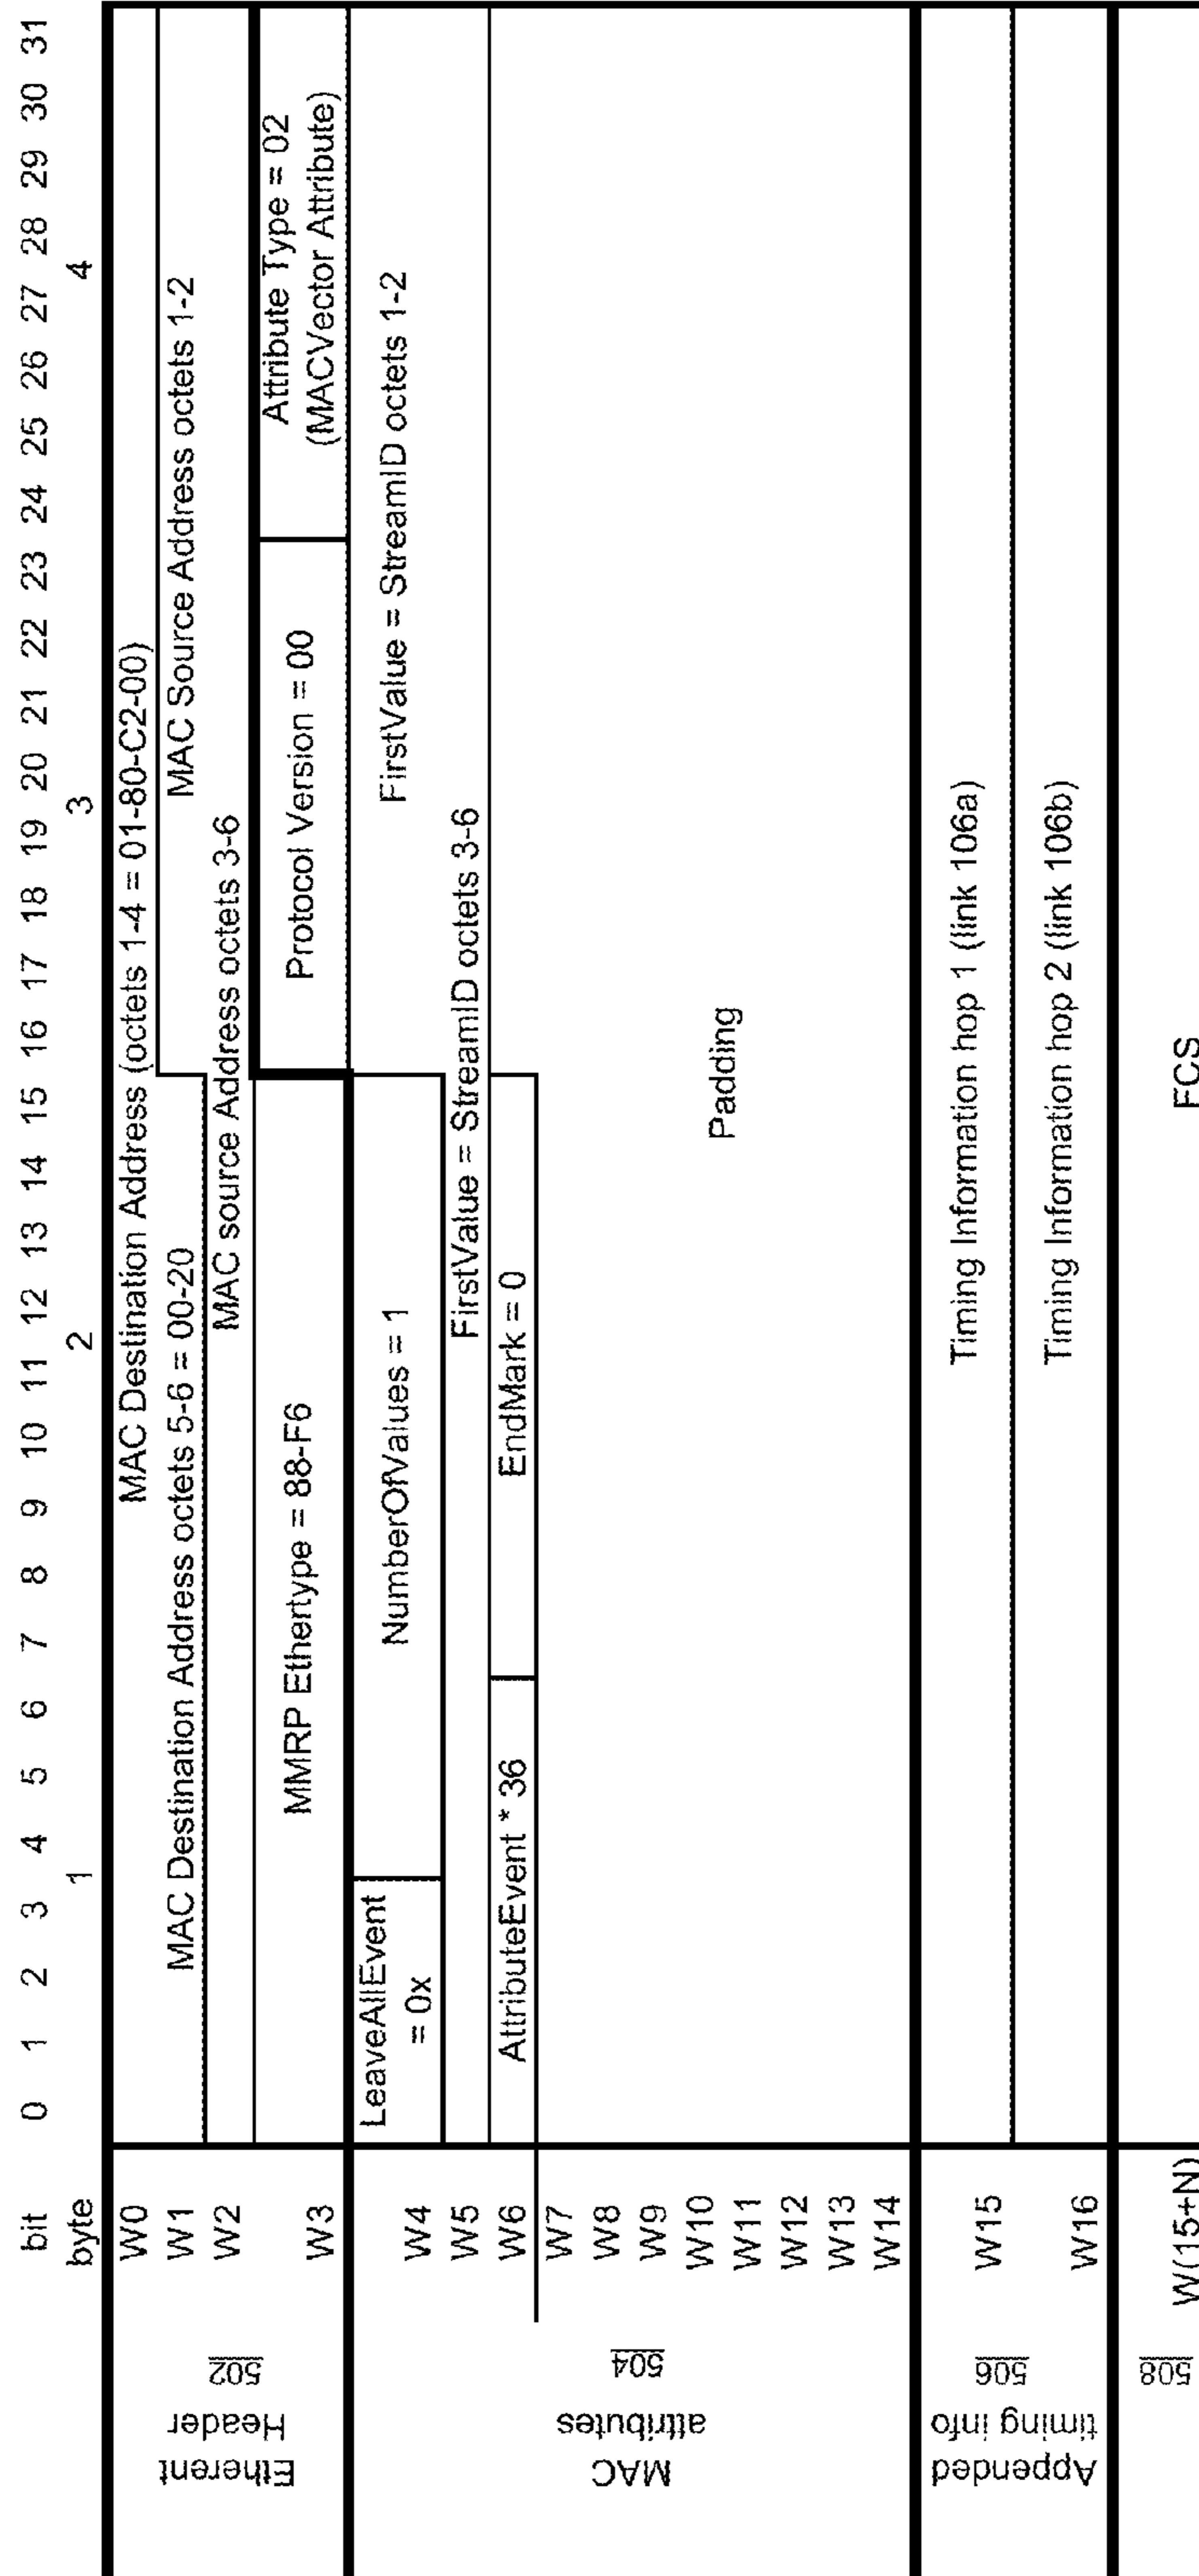 bit 0 1 2 3 4 5 6 7 8 9 10 11 12 13 14 15 16 17 18 19 20 21 22 23 24 25 26 27 28 29 30 31
byte 1 2 3 4
Etherent
Header
502
W0 MAC Destination Address (octets 1-4 = 01-80-C2-00)
W1 MAC Destination Address octets 5-6 = 00-20 MAC Source Address octets 1-2
W2 MAC source Address octets 3-6
W3 MMRP Ethertype = 88-F6 Protocol Version = 00 Attribute Type = 02
(MACVector Attribute)
MAC
attributes
504
W4 LeaveAllEvent
= 0x
NumberOfValues = 1 FirstValue = StreamID octets 1-2
W5 FirstValue = StreamID octets 3-6
W6 AttributeEvent * 36 EndMark = 0
W7
W8
W9
W10 Padding
W11
W12
W13
W14
Appended
timing info
506
W15 Timing Information hop 1 (link 106a)
W16 Timing Information hop 2 (link 106b)
508
W(15+N) FCS